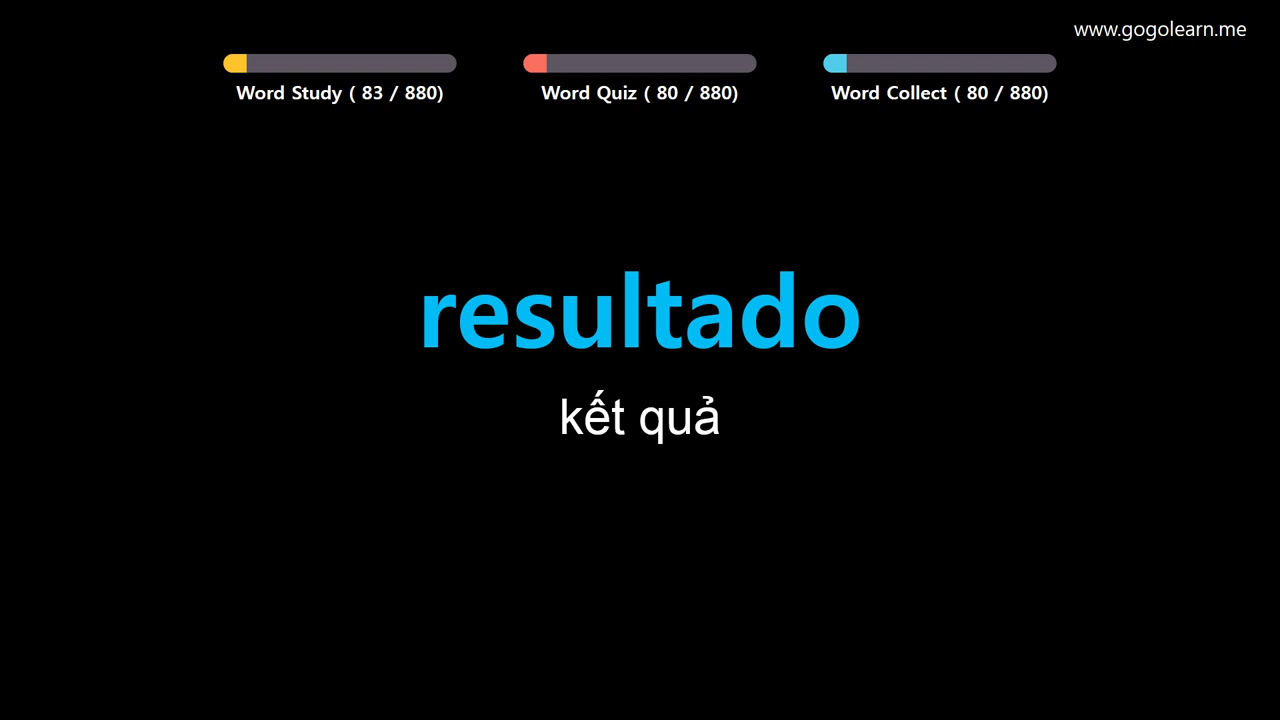 www.gogolearn.me
Word Study ( 83 / 880)
Word Quiz ( 80 / 880)
Word Collect ( 80 / 880)
resultado
kết quả